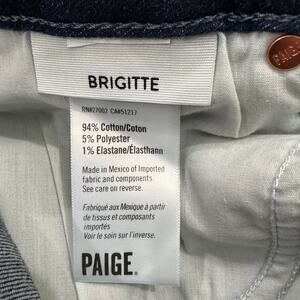 BRIGITTE
PAIGE
RN#27002 CA#51217
94% Cotton/Coton
5% Polyester
1% Elastane/Élasthann
Made in Mexico of Imported
fabric and components.
See care on reverse.
Fabriqué aux Mexique à partir
de tissus et composants
importés
Voir le soin sur l'inverse.
PAIGE.